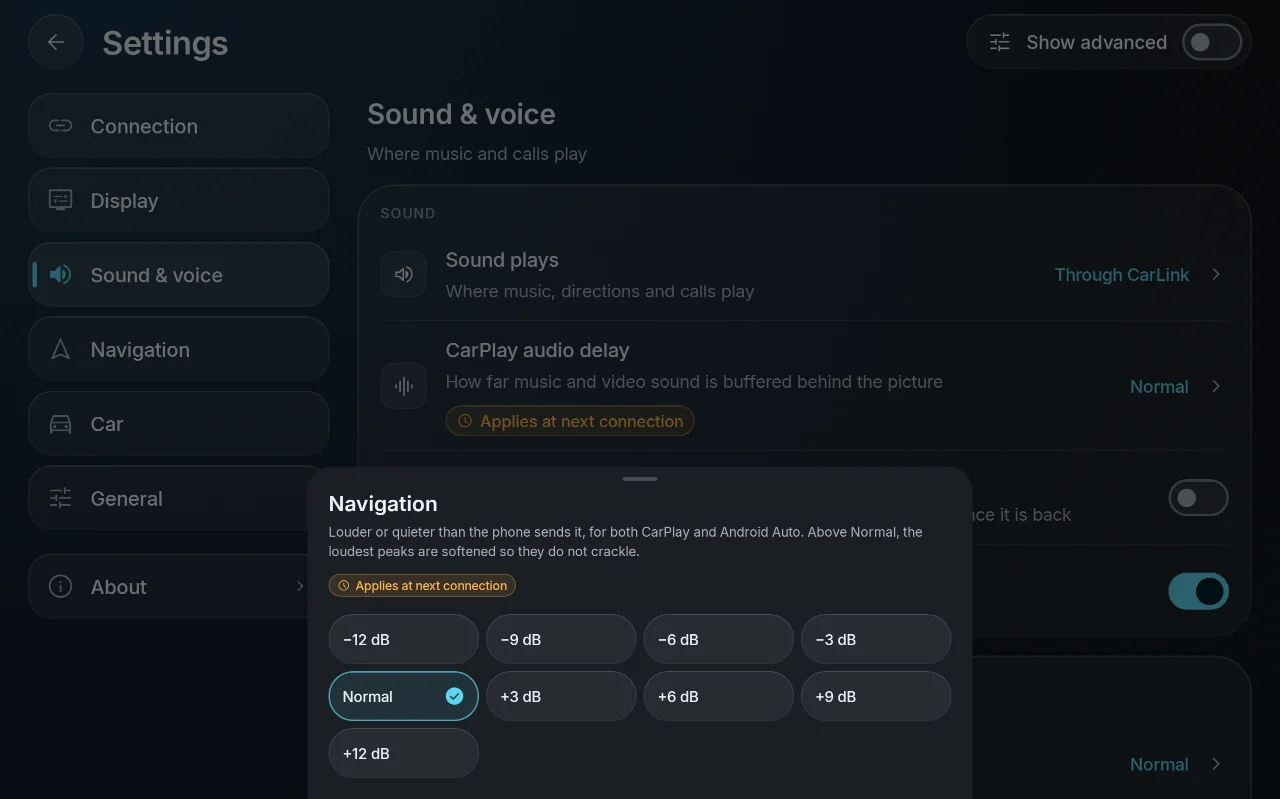 Settings
Show advanced
Connection
Display
Sound & voice
Navigation
Car
General
About
Sound & voice
Where music and calls play
SOUND
Sound plays
Where music, directions and calls play
Through CarLink
CarPlay audio delay
How far music and video sound is buffered behind the picture
Applies at next connection
Normal
it is back
Navigation
Louder or quieter than the phone sends it, for both CarPlay and Android Auto. Above Normal, the
loudest peaks are softened so they do not crackle.
Applies at next connection
−12 dB
−9 dB
−6 dB
−3 dB
Normal
+3 dB
+6 dB
+9 dB
+12 dB
Normal